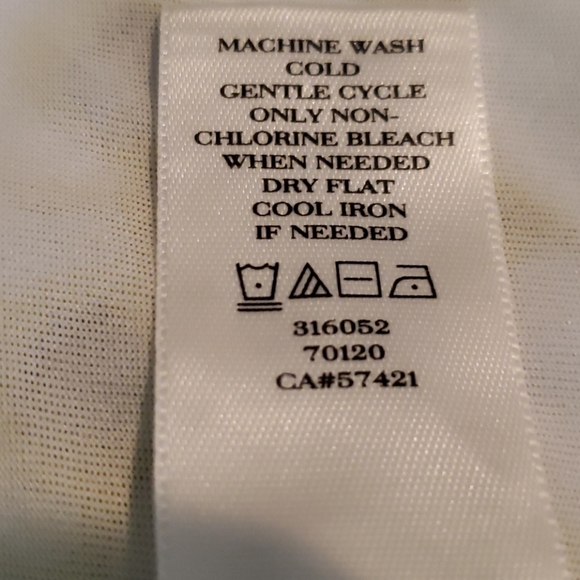 MACHINE WASH
COLD
GENTLE CYCLE
ONLY NON-
CHLORINE BLEACH
WHEN NEEDED
DRY FLAT
COOL IRON
IF NEEDED
316052
70120
CA#57421